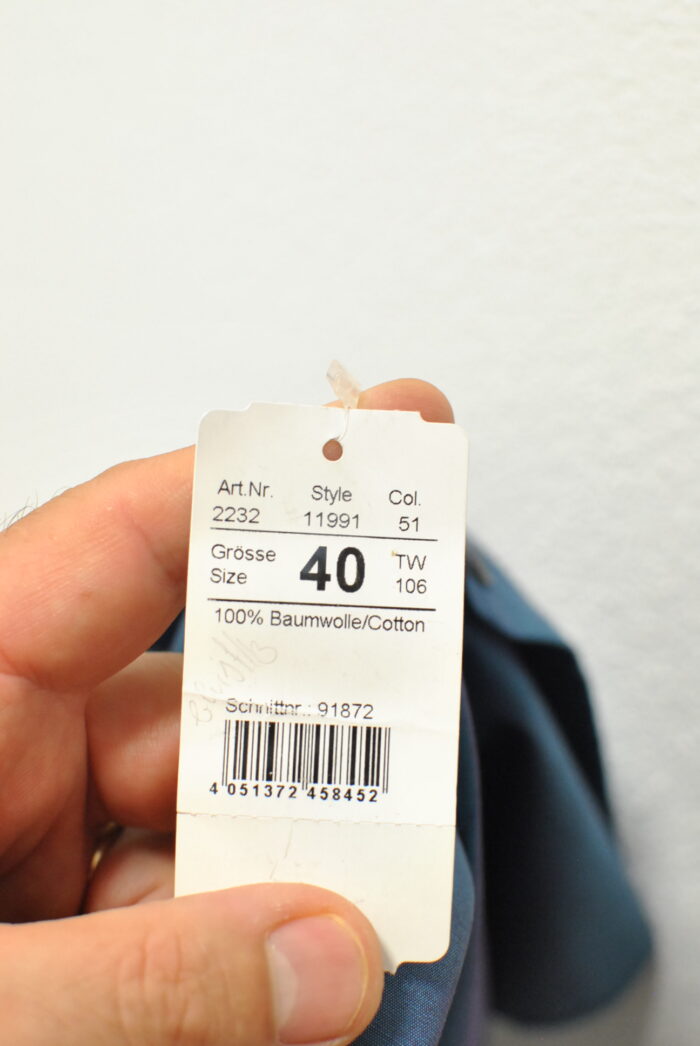 Art.Nr. Style Col.
2232 11991 51
Grösse 40 TW
Size 106
100% Baumwolle/Cotton
Schnittnr.: 91872
4 051372 458452